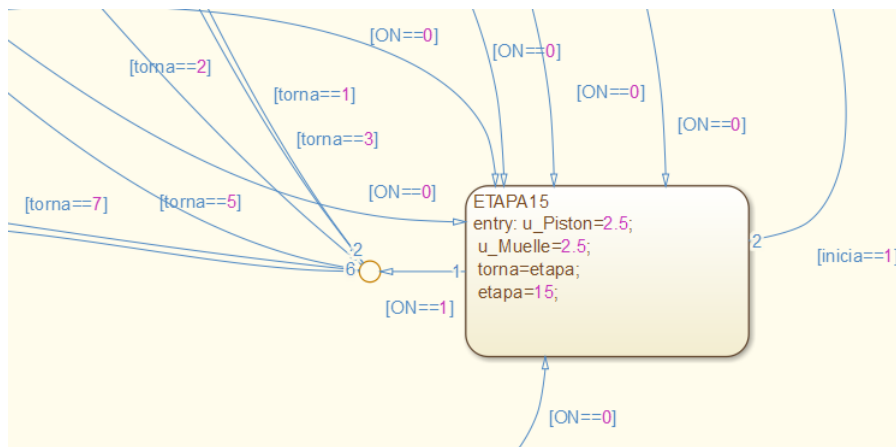 [ON==0]
[ON==0]
[torna==2]
[torna==1]
[ON==0]
[ON==0]
[torna==3]
[ON==0]
[torna==7]
[torna==5]
ETAPA15
entry: u_Piston=2.5;
u_Muelle=2.5;
torna=etapa;
etapa=15;
2
2
[inicia==1]
6
1
[ON==1]
[ON==0]